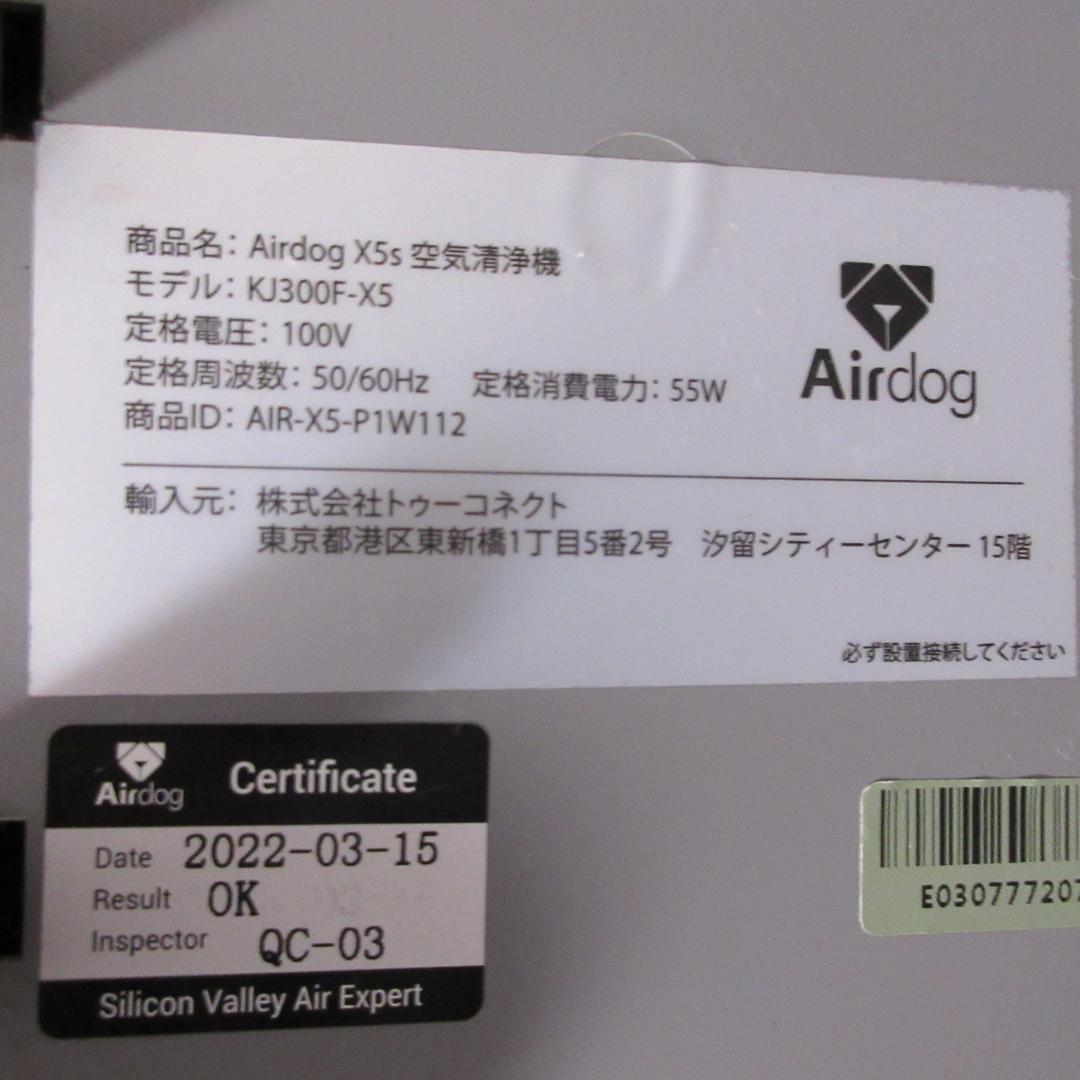 商品名：Airdog X5s 空気清浄機
モデル：KJ300F-X5
定格電圧：100V
定格周波数：50/60Hz 定格消費電力：55W
商品ID：AIR-X5-P1W112
Airdog
輸入元：株式会社トゥーコネクト
東京都港区東新橋1丁目5番2号 汐留シティーセンター 15階
必ず設置接続してください
Airdog Certificate
Date 2022-03-15
Result OK
Inspector QC-03
Silicon Valley Air Expert
E030777207